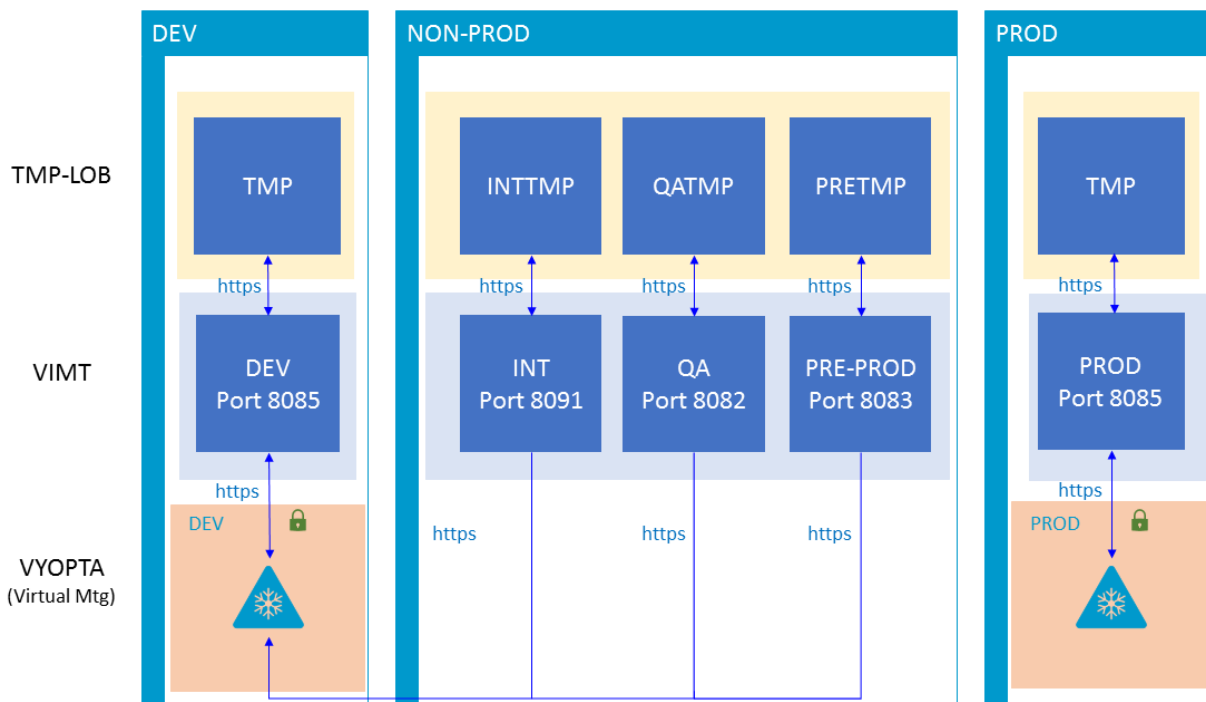 DEV
NON-PROD
PROD
TMP-LOB
TMP
INTTMP
QATMP
PRETMP
TMP
https
https
https
https
https
VIMT
DEV
Port 8085
INT
Port 8091
QA
Port 8082
PRE-PROD
Port 8083
PROD
Port 8085
https
https
DEV
PROD
https
https
https
VYOPTA
(Virtual Mtg)